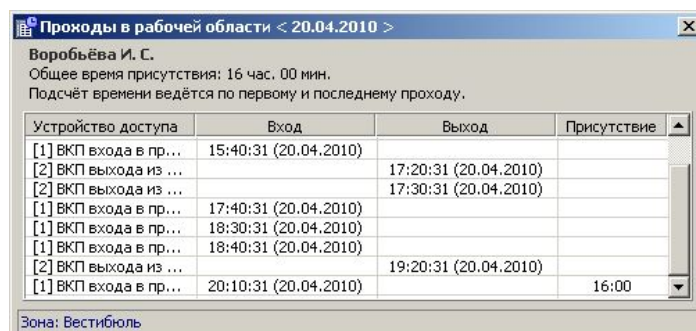 Проходы в рабочей области < 20.04.2010 >
Воробьёва И. С.
Общее время присутствия: 16 час. 00 мин.
Подсчёт времени ведётся по первому и последнему проходу.
Устройство доступа Вход Выход Присутствие
[1] ВКП входа в пр... 15:40:31 (20.04.2010)
[2] ВКП выхода из ... 17:20:31 (20.04.2010)
[2] ВКП выхода из ... 17:30:31 (20.04.2010)
[1] ВКП входа в пр... 17:40:31 (20.04.2010)
[1] ВКП входа в пр... 18:30:31 (20.04.2010)
[1] ВКП входа в пр... 18:40:31 (20.04.2010)
[2] ВКП выхода из ... 19:20:31 (20.04.2010)
[1] ВКП входа в пр... 20:10:31 (20.04.2010) 16:00
Зона: Вестибюль